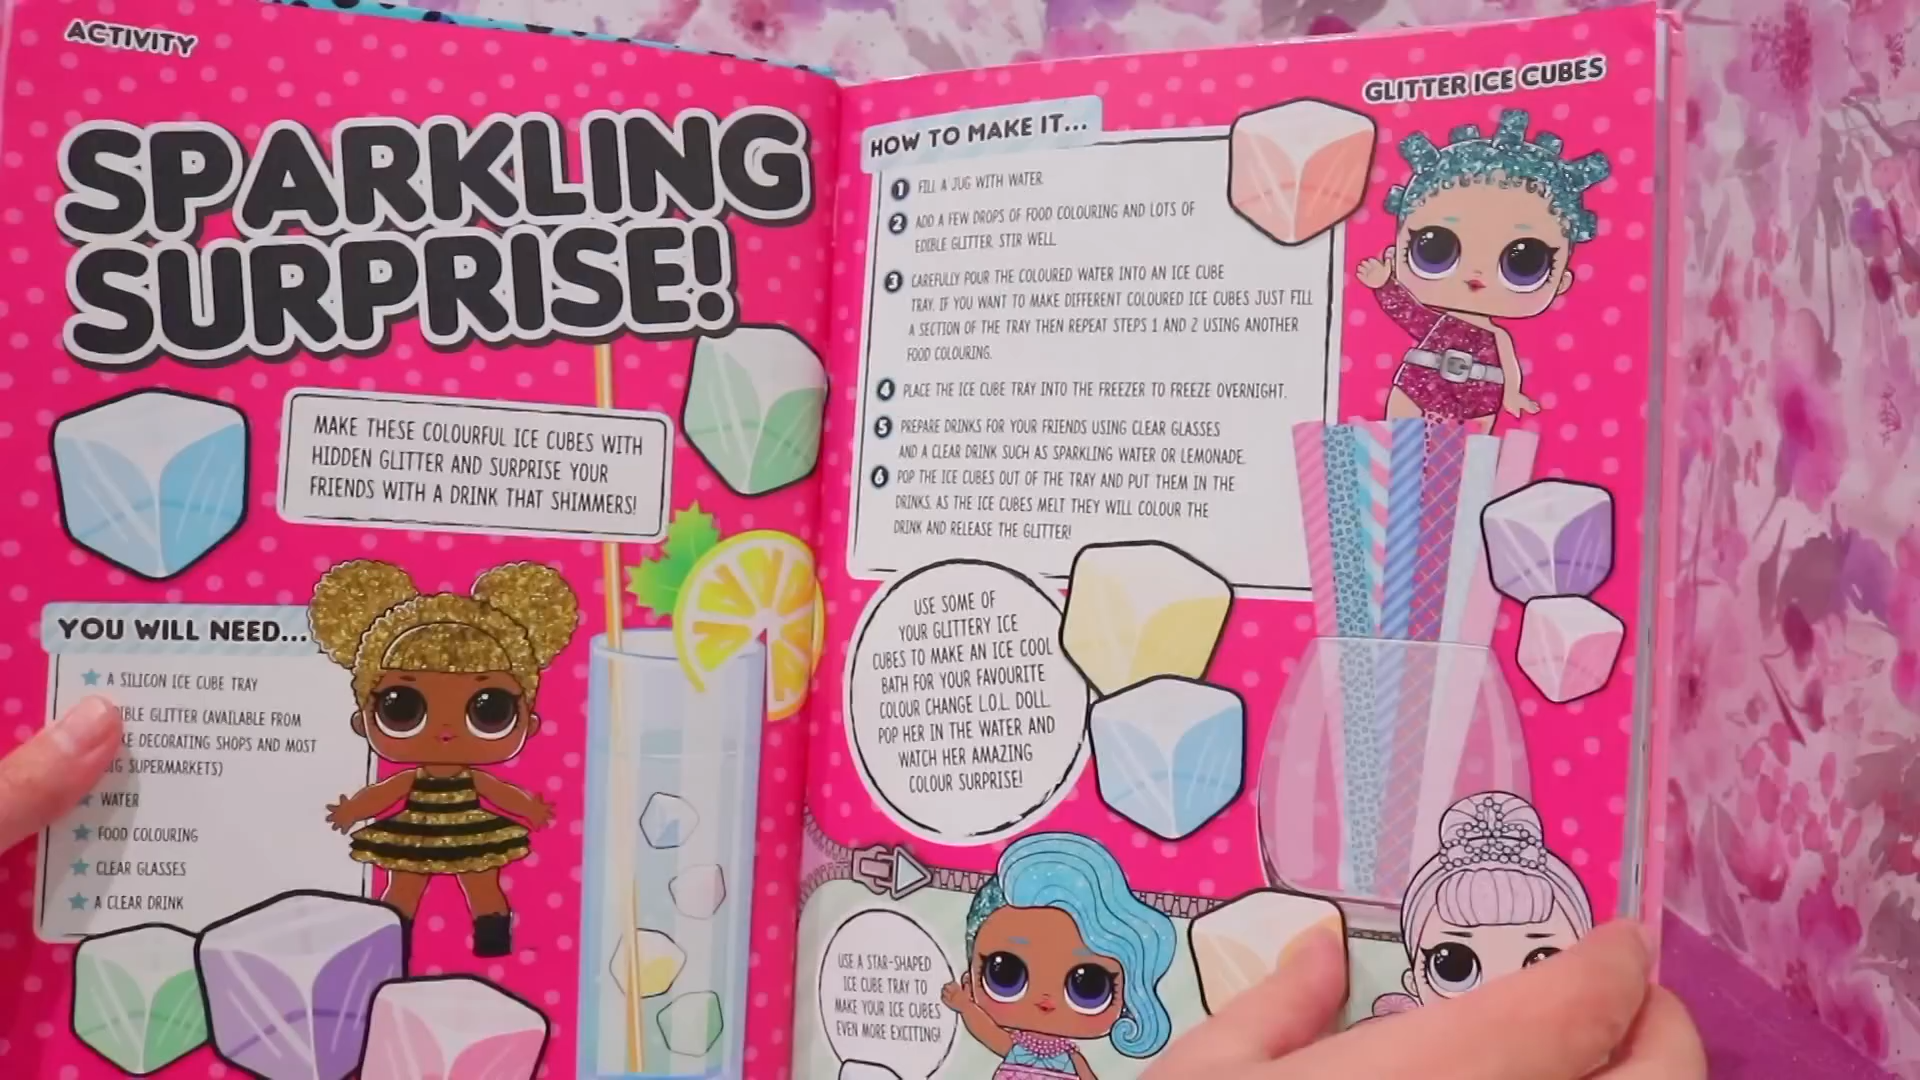 ACTIVITY
SPARKLING
SURPRISE!
MAKE THESE COLOURFUL ICE CUBES WITH
HIDDEN GLITTER AND SURPRISE YOUR
FRIENDS WITH A DRINK THAT SHIMMERS!
YOU WILL NEED...
A SILICON ICE CUBE TRAY
GLITTER (AVAILABLE FROM
DECORATING SHOPS AND MOST
SUPERMARKETS)
WATER
FOOD COLOURING
CLEAR GLASSES
A CLEAR DRINK
GLITTER ICE CUBES
HOW TO MAKE IT...
1 FILL A JUG WITH WATER.
2 ADD A FEW DROPS OF FOOD COLOURING AND LOTS OF
EDIBLE GLITTER. STIR WELL.
3 CAREFULLY POUR THE COLOURED WATER INTO AN ICE CUBE
TRAY. IF YOU WANT TO MAKE DIFFERENT COLOURED ICE CUBES JUST FILL
A SECTION OF THE TRAY THEN REPEAT STEPS 1 AND 2 USING ANOTHER
FOOD COLOURING.
4 PLACE THE ICE CUBE TRAY INTO THE FREEZER TO FREEZE OVERNIGHT.
5 PREPARE DRINKS FOR YOUR FRIENDS USING CLEAR GLASSES
AND A CLEAR DRINK SUCH AS SPARKLING WATER OR LEMONADE.
6 POP THE ICE CUBES OUT OF THE TRAY AND PUT THEM IN THE
DRINKS. AS THE ICE CUBES MELT THEY WILL COLOUR THE
DRINK AND RELEASE THE GLITTER!
USE SOME OF
YOUR GLITTERY ICE
CUBES TO MAKE AN ICE COOL
BATH FOR YOUR FAVOURITE
COLOUR CHANGE L.O.L. DOLL.
POP HER IN THE WATER AND
WATCH HER AMAZING
COLOUR SURPRISE!
USE A STAR-SHAPED
ICE CUBE TRAY TO
MAKE YOUR ICE CUBES
EVEN MORE EXCITING!